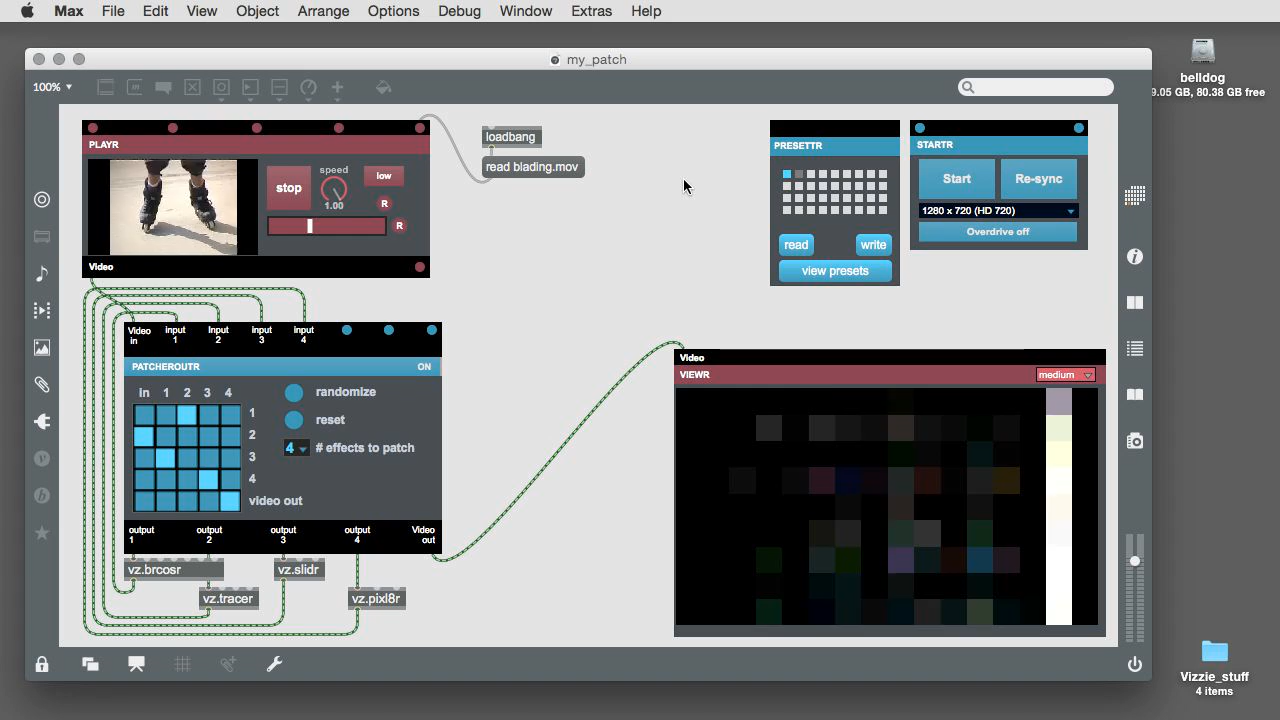 Max File Edit View Object Arrange Options Debug Window Extras Help
my_patch
100%
belldog
9.05 GB, 80.38 GB free
PLAYR
stop
speed
1.00
low
R
R
Video
loadbang
read blading.mov
PRESETTR
read
write
view presets
STARTR
Start
Re-sync
1280 x 720 (HD 720)
Overdrive off
Video in
input 1
Input 2
input 3
input 4
PATCHEROUTR ON
in 1 2 3 4
1
2
3
4
video out
randomize
reset
4 # effects to patch
output 1
output 2
output 3
output 4
Video out
vz.brcosr
vz.tracer
vz.slidr
vz.pixl8r
Video
VIEWR
medium
Vizzie_stuff
4 items